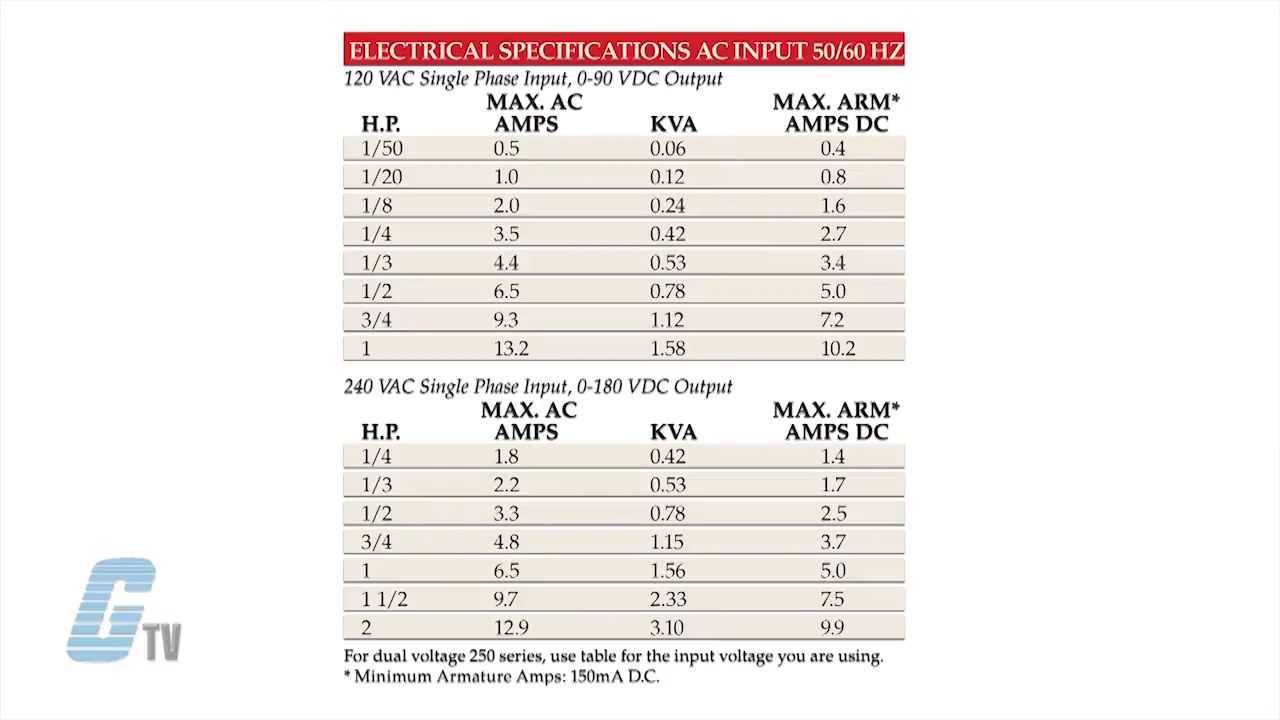 ELECTRICAL SPECIFICATIONS AC INPUT 50/60 HZ
120 VAC Single Phase Input, 0-90 VDC Output
MAX. AC MAX. ARM*
H.P. AMPS KVA AMPS DC
1/50 0.5 0.06 0.4
1/20 1.0 0.12 0.8
1/8 2.0 0.24 1.6
1/4 3.5 0.42 2.7
1/3 4.4 0.53 3.4
1/2 6.5 0.78 5.0
3/4 9.3 1.12 7.2
1 13.2 1.58 10.2
240 VAC Single Phase Input, 0-180 VDC Output
MAX. AC MAX. ARM*
H.P. AMPS KVA AMPS DC
1/4 1.8 0.42 1.4
1/3 2.2 0.53 1.7
1/2 3.3 0.78 2.5
3/4 4.8 1.15 3.7
1 6.5 1.56 5.0
1 1/2 9.7 2.33 7.5
2 12.9 3.10 9.9
For dual voltage 250 series, use table for the input voltage you are using.
* Minimum Armature Amps: 150mA D.C.
G TV